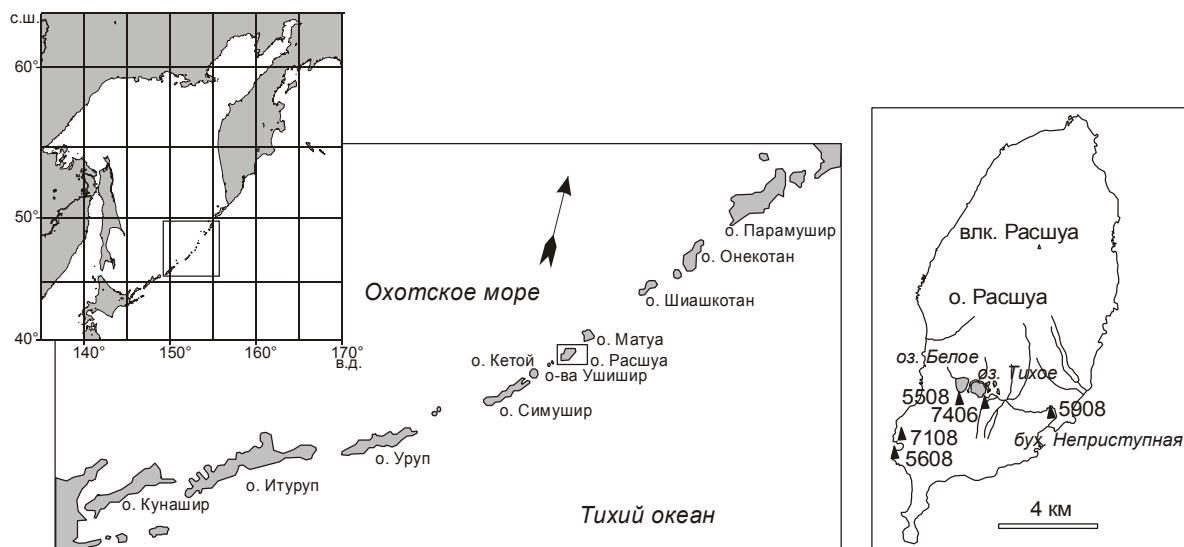 с.ш.
60°
50°
40°
140°
150°
160°
170°
в.д.
Охотское море
о. Парамушир
о. Онекотан
о. Шиашкотан
о. Матуа
о. Расшуа
о. Кетой
о-ва Ушишир
о. Симушир
о. Уруп
о. Итуруп
о. Кунашир
Тихий океан
влк. Расшуа
о. Расшуа
оз. Белое
оз. Тихое
5508
7406
5908
7108
5608
бух. Неприступная
4 км